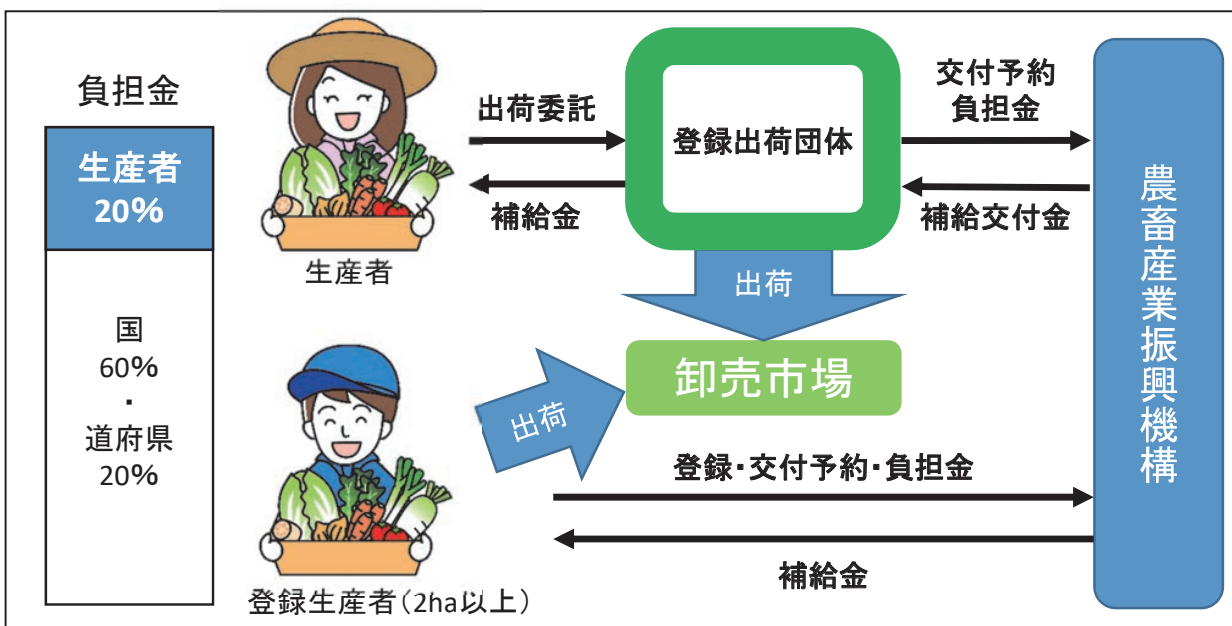 負担金
生産者
20%
国
60%
・
道府県
20%
生産者
登録生産者（2ha以上）
出荷委託
補給金
登録出荷団体
交付予約
負担金
補給交付金
出荷
卸売市場
出荷
登録・交付予約・負担金
補給金
農畜産業振興機構